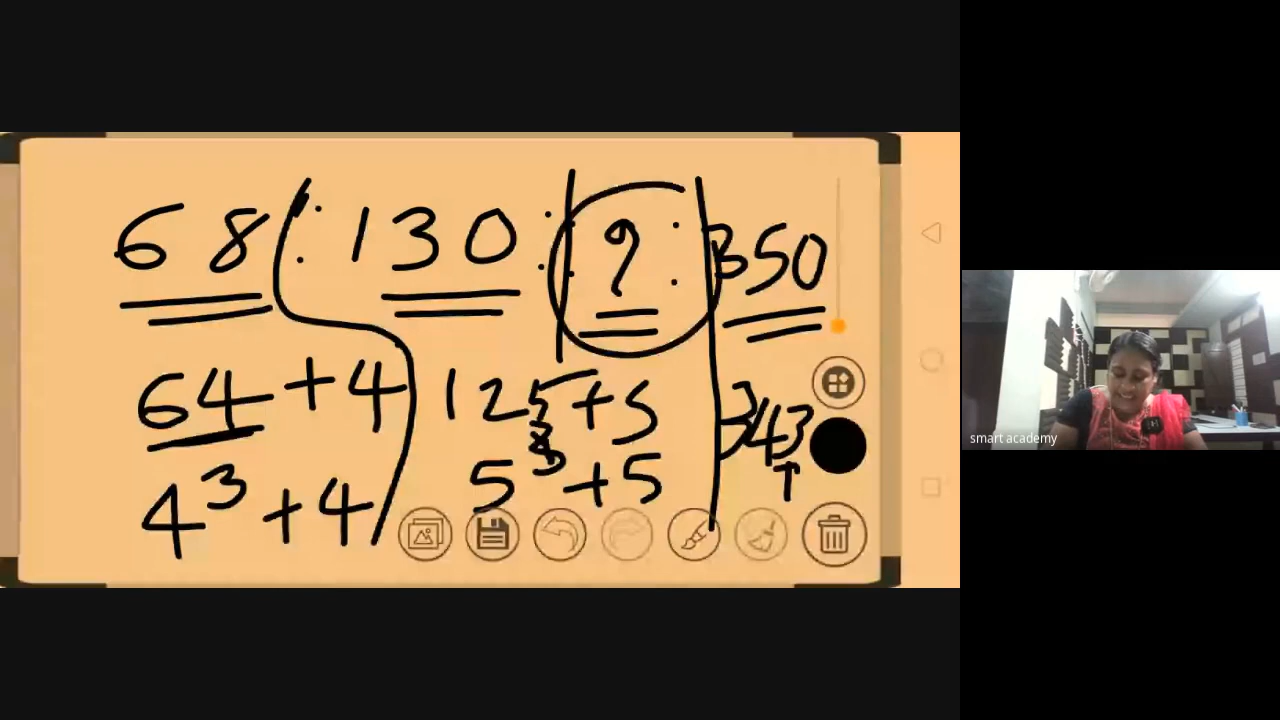 68 : 130 : : ? : 350
64 + 4 125 + 5 343
4³ + 4 5³ + 5
smart academy